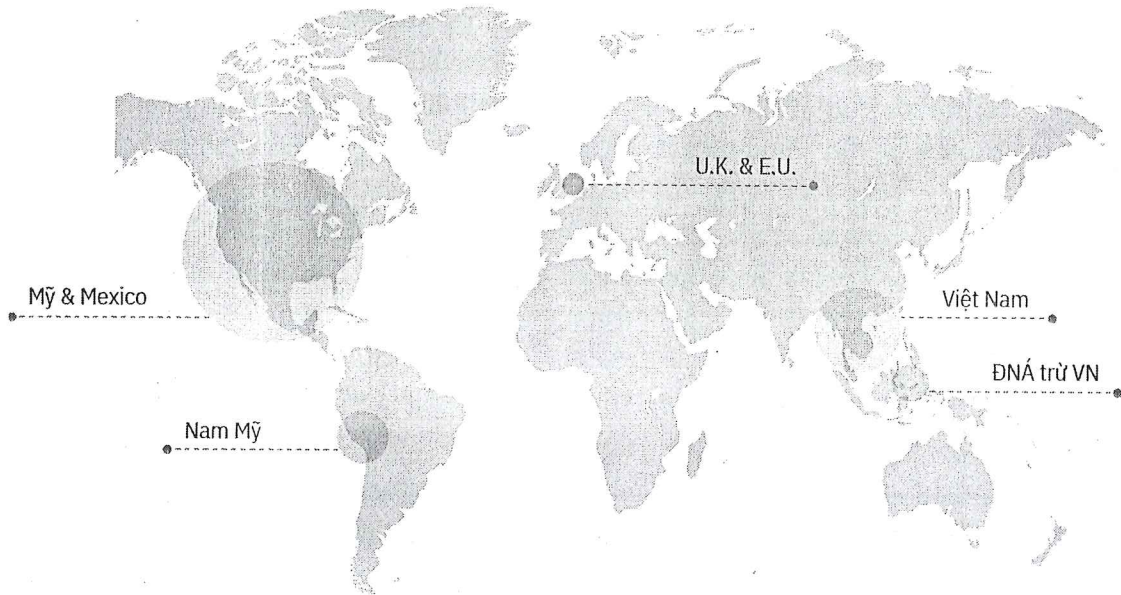 U.K. & E.U.
Mỹ & Mexico
Việt Nam
ĐNÁ trừ VN
Nam Mỹ